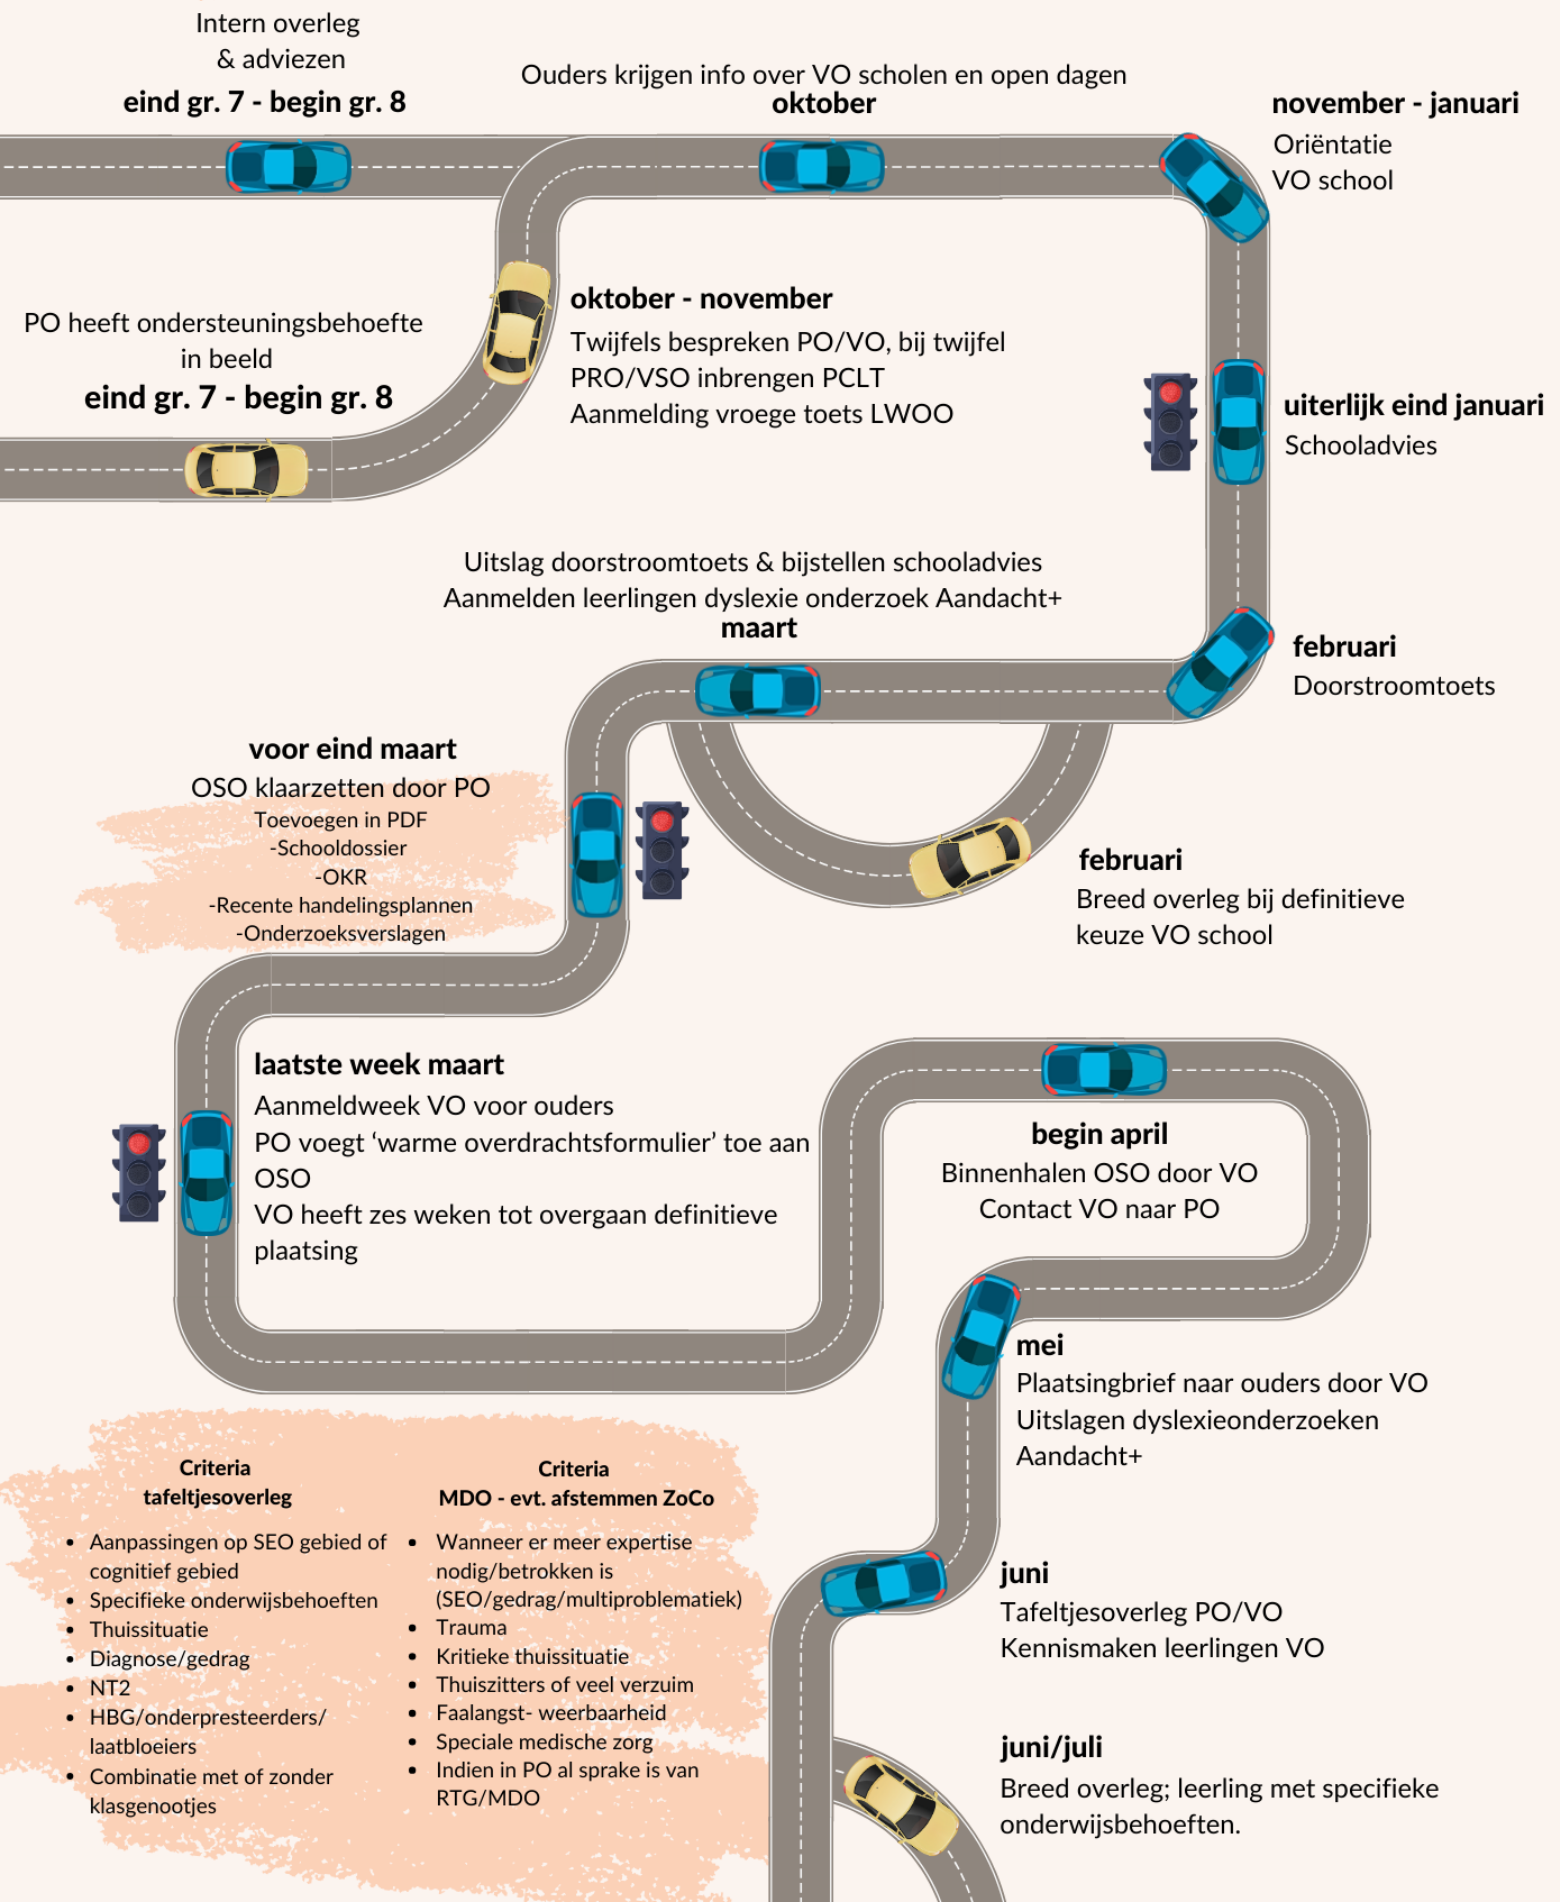 Intern overleg
& adviezen
eind gr. 7 - begin gr. 8
Ouders krijgen info over VO scholen en open dagen
oktober
november - januari
Oriëntatie
VO school
PO heeft ondersteuningsbehoefte
in beeld
eind gr. 7 - begin gr. 8
oktober - november
Twijfels bespreken PO/VO, bij twijfel
PRO/VSO inbrengen PCLT
Aanmelding vroege toets LWOO
uiterlijk eind januari
Schooladvies
februari
Doorstroomtoets
Uitslag doorstroomtoets & bijstellen schooladvies
Aanmelden leerlingen dyslexie onderzoek Aandacht+
maart
februari
Breed overleg bij definitieve
keuze VO school
voor eind maart
OSO klaarzetten door PO
Toevoegen in PDF
-Schooldossier
-OKR
-Recente handelingsplannen
-Onderzoeksverslagen
laatste week maart
Aanmeldweek VO voor ouders
PO voegt ‘warme overdrachtsformulier’ toe aan
OSO
VO heeft zes weken tot overgaan definitieve
plaatsing
begin april
Binnenhalen OSO door VO
Contact VO naar PO
mei
Plaatsingbrief naar ouders door VO
Uitslagen dyslexieonderzoeken
Aandacht+
juni
Tafeltjesoverleg PO/VO
Kennismaken leerlingen VO
juni/juli
Breed overleg; leerling met specifieke
onderwijsbehoeften.
Criteria
tafeltjesoverleg
• Aanpassingen op SEO gebied of
cognitief gebied
• Specifieke onderwijsbehoeften
• Thuissituatie
• Diagnose/gedrag
• NT2
• HBG/onderpresteerders/
laatbloeiers
• Combinatie met of zonder
klasgenootjes
Criteria
MDO - evt. afstemmen ZoCo
• Wanneer er meer expertise
nodig/betrokken is
(SEO/gedrag/multiproblematiek)
• Trauma
• Kritieke thuissituatie
• Thuiszitters of veel verzuim
• Faalangst- weerbaarheid
• Speciale medische zorg
• Indien in PO al sprake is van
RTG/MDO